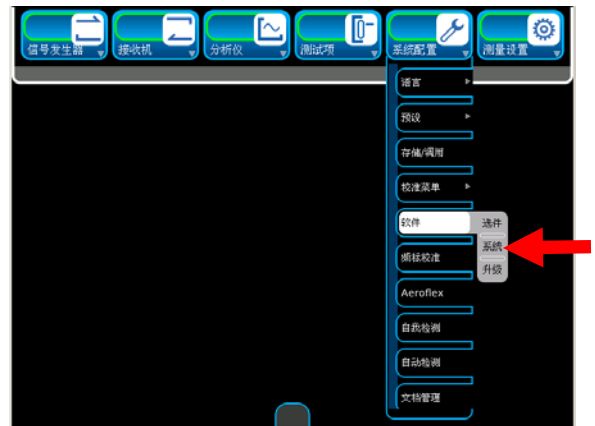 信号发生器
接收机
分析仪
测试项
系统配置
测量设置
语言
预设
存储/调用
校准菜单
软件
选件
系统
升级
频标校准
Aeroflex
自我检测
自动检测
文档管理